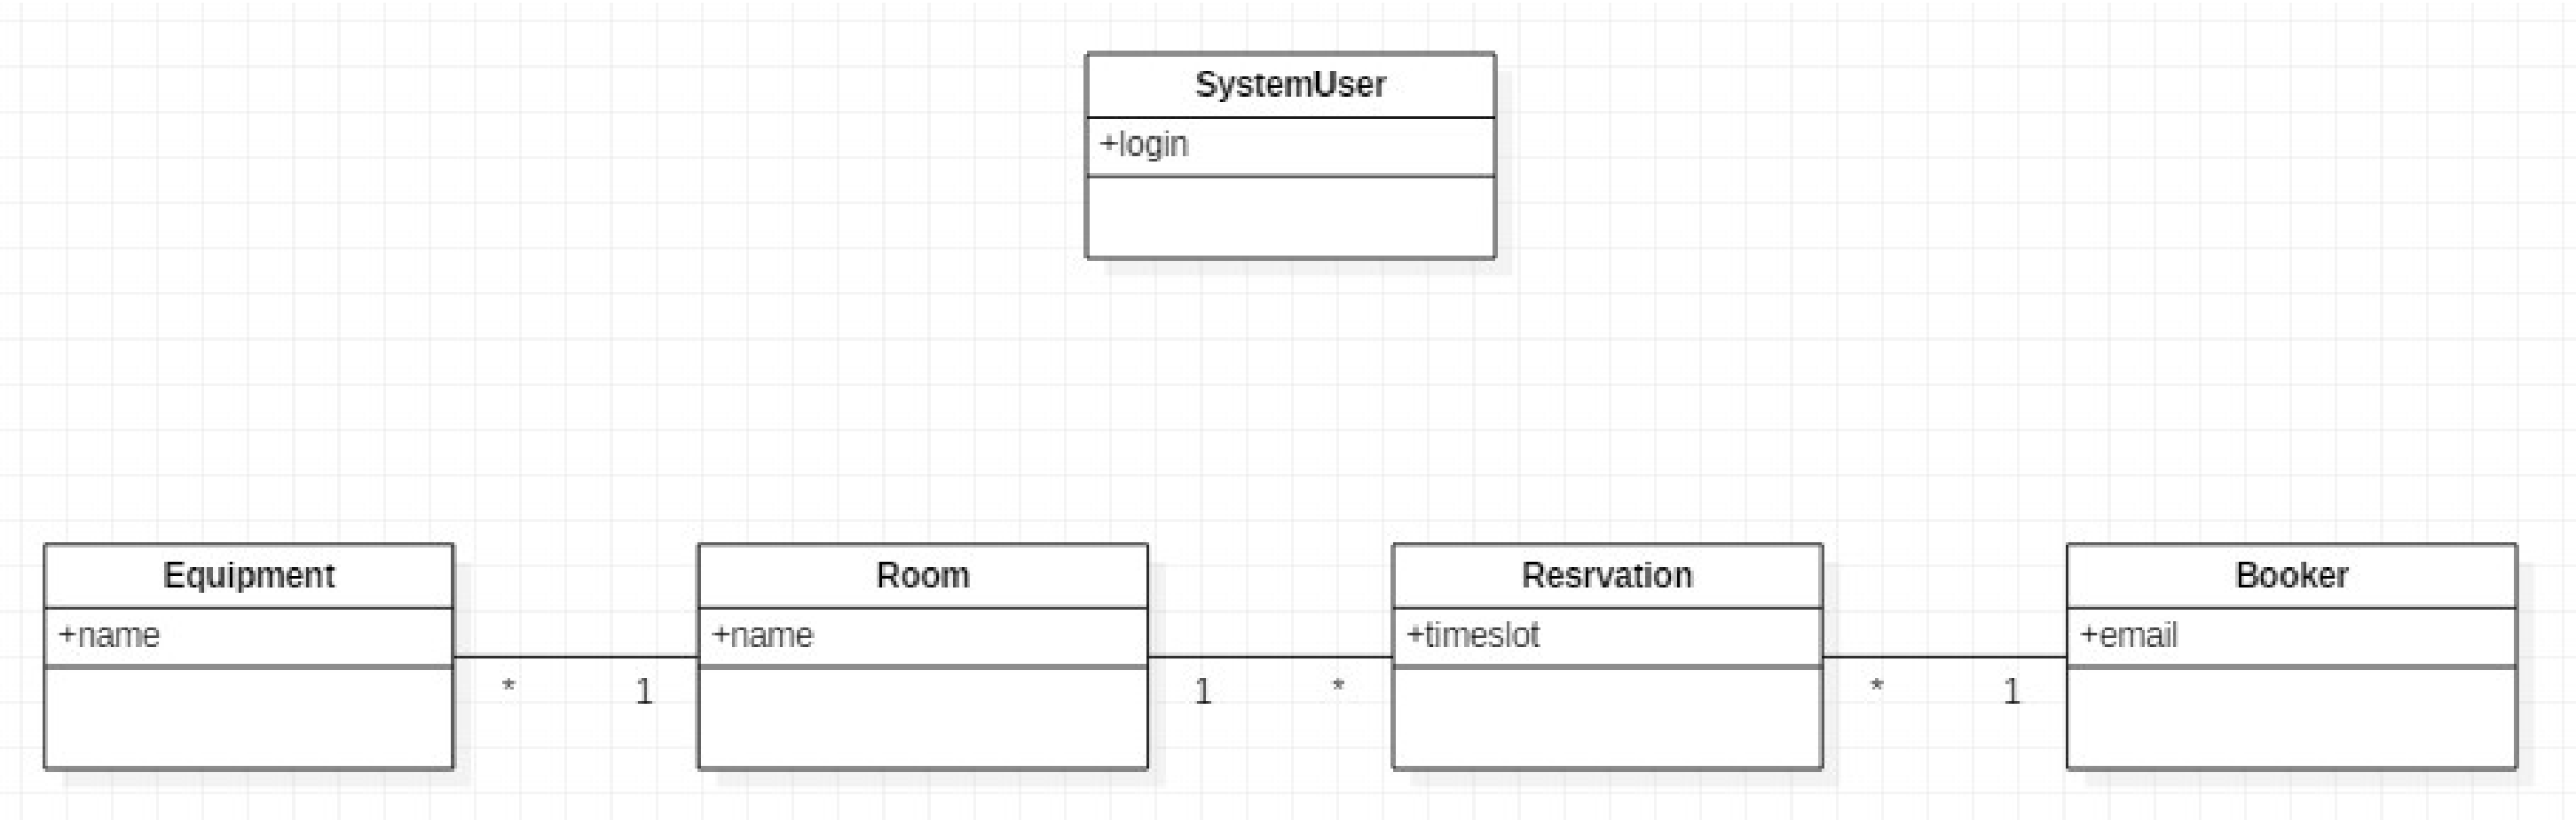 SystemUser
+login
Equipment
+name
Room
+name
Resrvation
+timeslot
Booker
+email
* 1
1 *
* 1